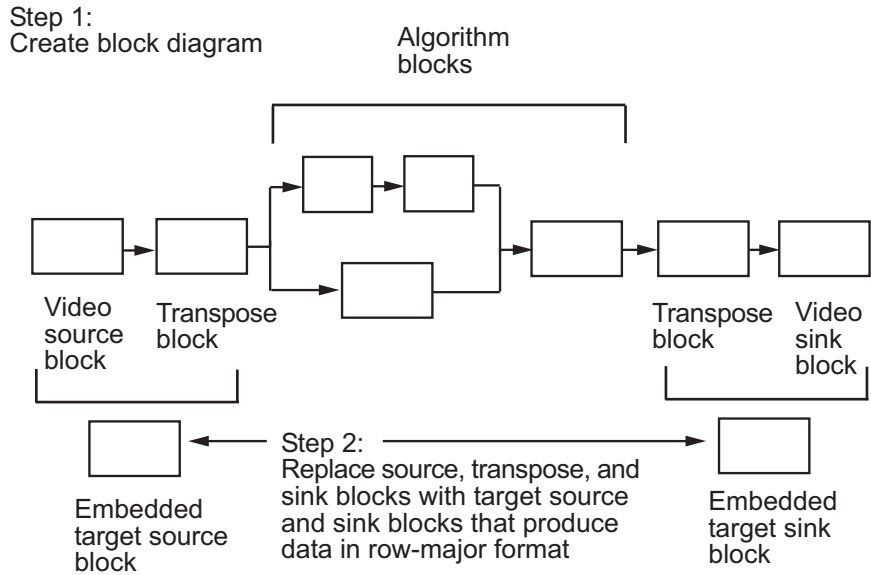 Step 1:
Create block diagram
Algorithm
blocks
Video
source
block
Transpose
block
Transpose
block
Video
sink
block
Step 2:
Replace source, transpose, and
sink blocks with target source
and sink blocks that produce
data in row-major format
Embedded
target source
block
Embedded
target sink
block